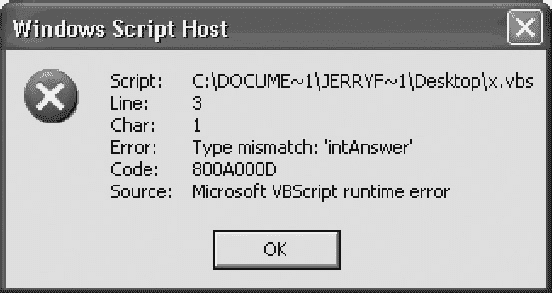 Windows Script Host
Script: C:\DOCUME~1\JERRYF~1\Desktop\x.vbs
Line: 3
Char: 1
Error: Type mismatch: 'intAnswer'
Code: 800A000D
Source: Microsoft VBScript runtime error
OK